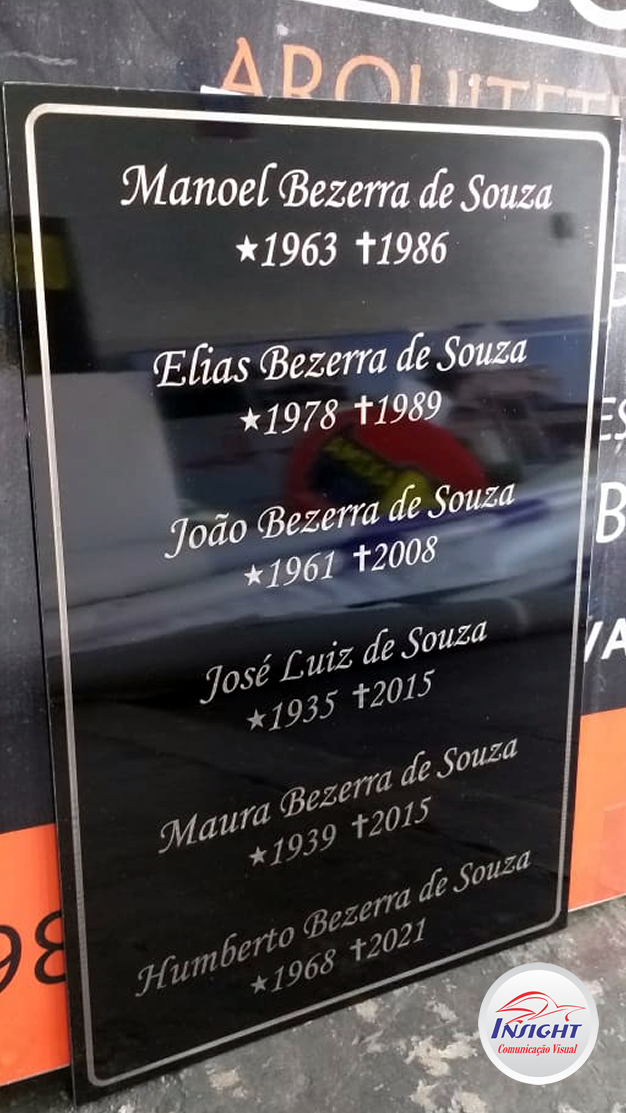 ARQUITET
Manoel Bezerra de Souza
★1963 ✝1986
Elias Bezerra de Souza
★1978 ✝1989
João Bezerra de Souza
★1961 ✝2008
José Luiz de Souza
★1935 ✝2015
Maura Bezerra de Souza
★1939 ✝2015
Humberto Bezerra de Souza
★1968 ✝2021
98
INSIGHT
Comunicação Visual